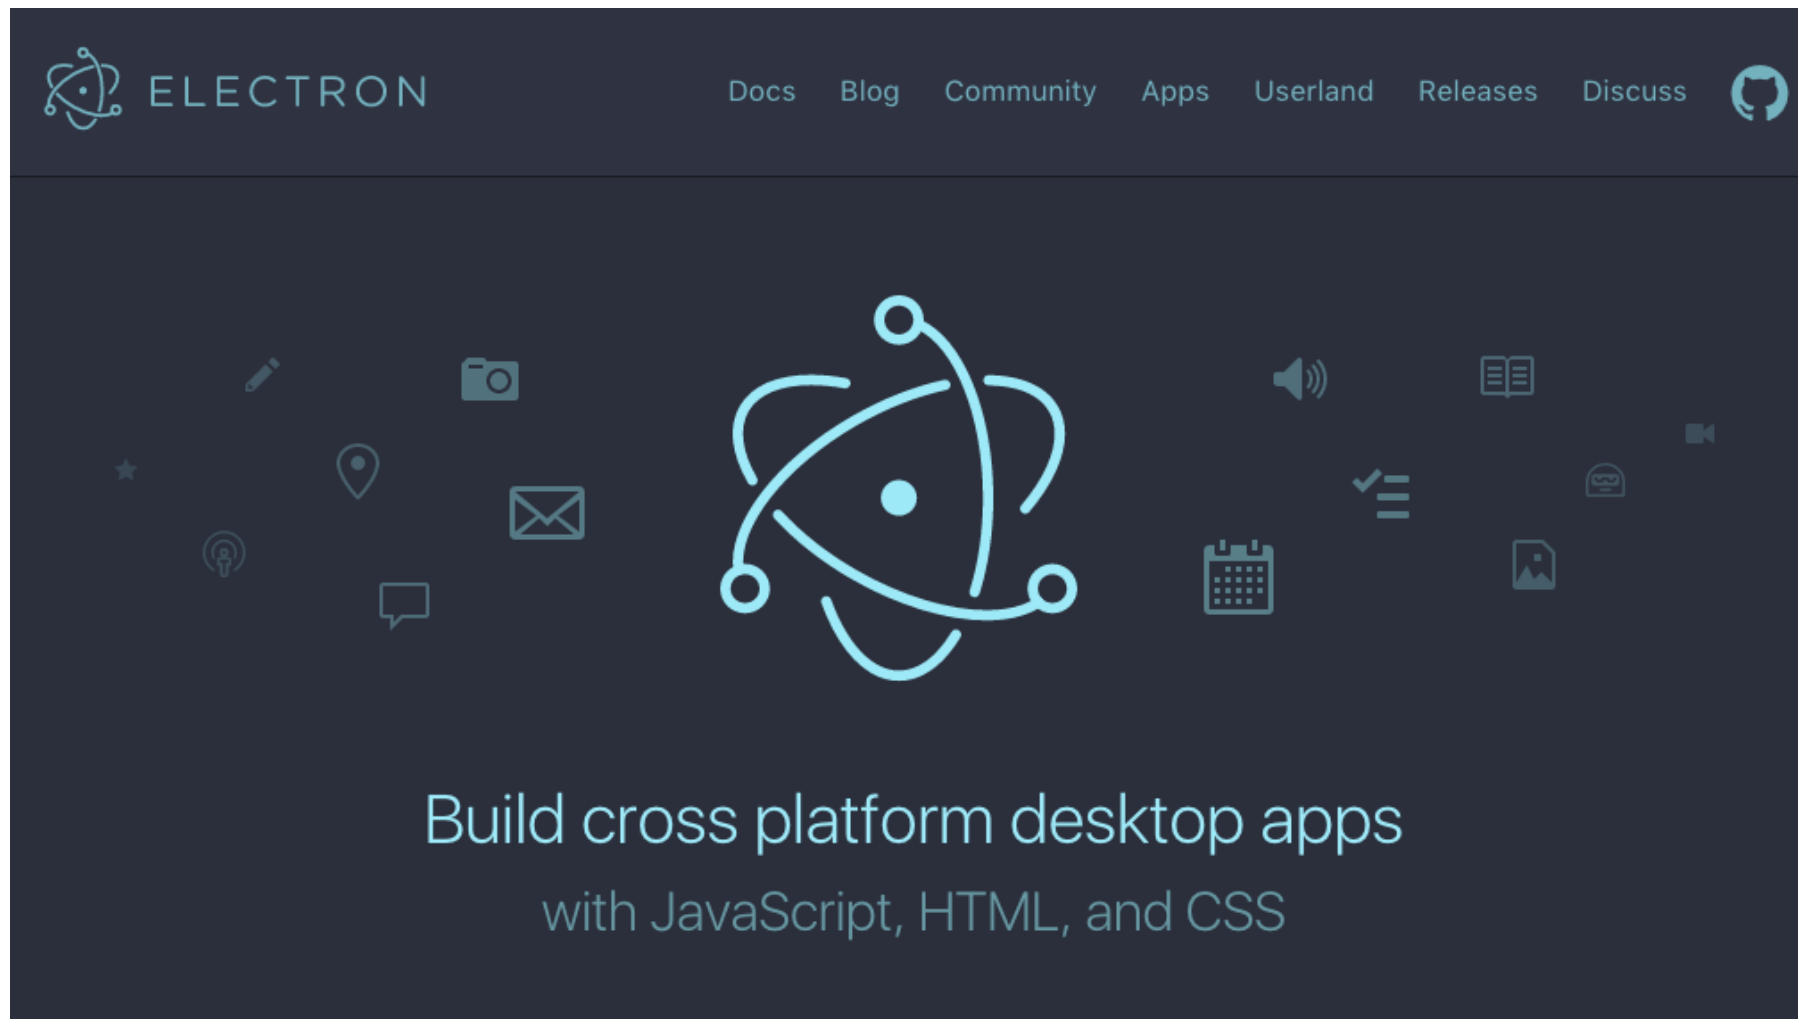 ELECTRON
Docs Blog Community Apps Userland Releases Discuss
Build cross platform desktop apps
with JavaScript, HTML, and CSS